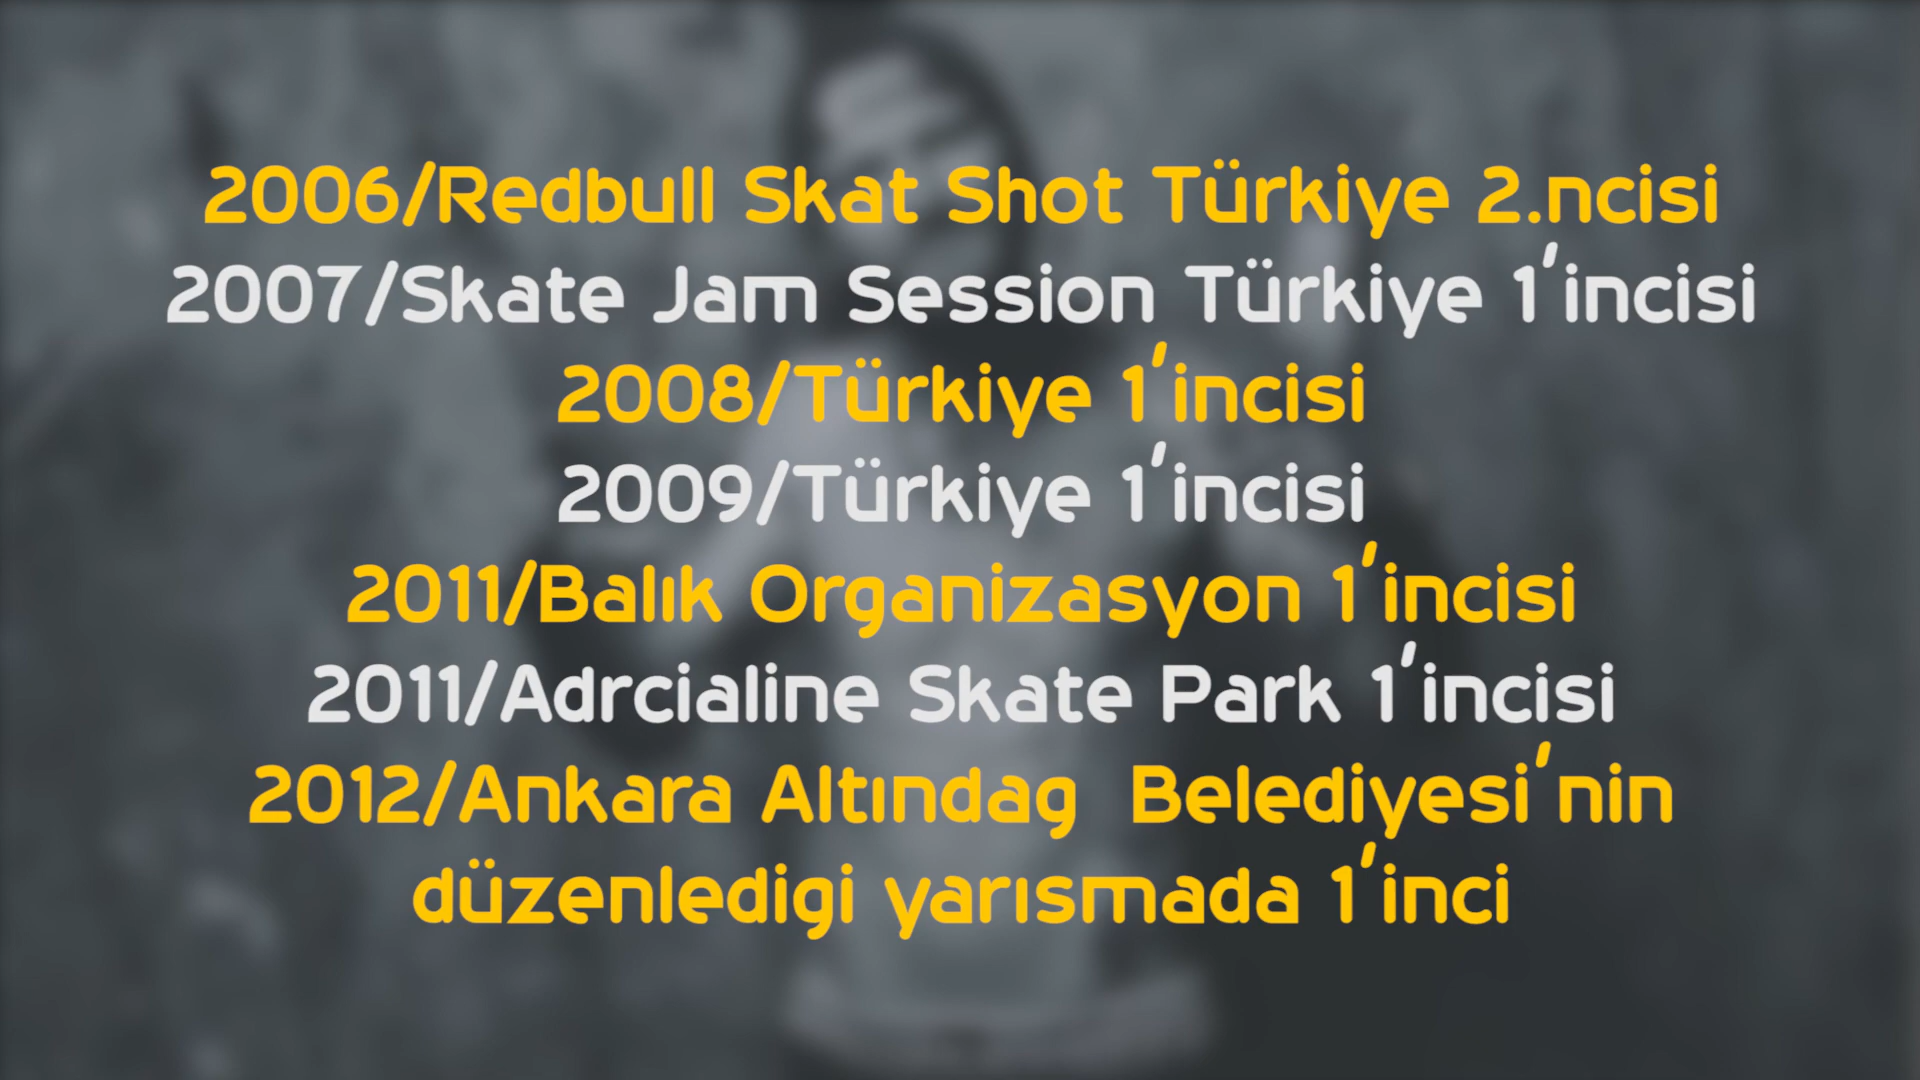 2006/Redbull Skat Shot Türkiye 2.ncisi
2007/Skate Jam Session Türkiye 1'incisi
2008/Türkiye 1'incisi
2009/Türkiye 1'incisi
2011/Balık Organizasyon 1'incisi
2011/Adrcialine Skate Park 1'incisi
2012/Ankara Altındag Belediyesi'nin
düzenledigi yarısmada 1'inci